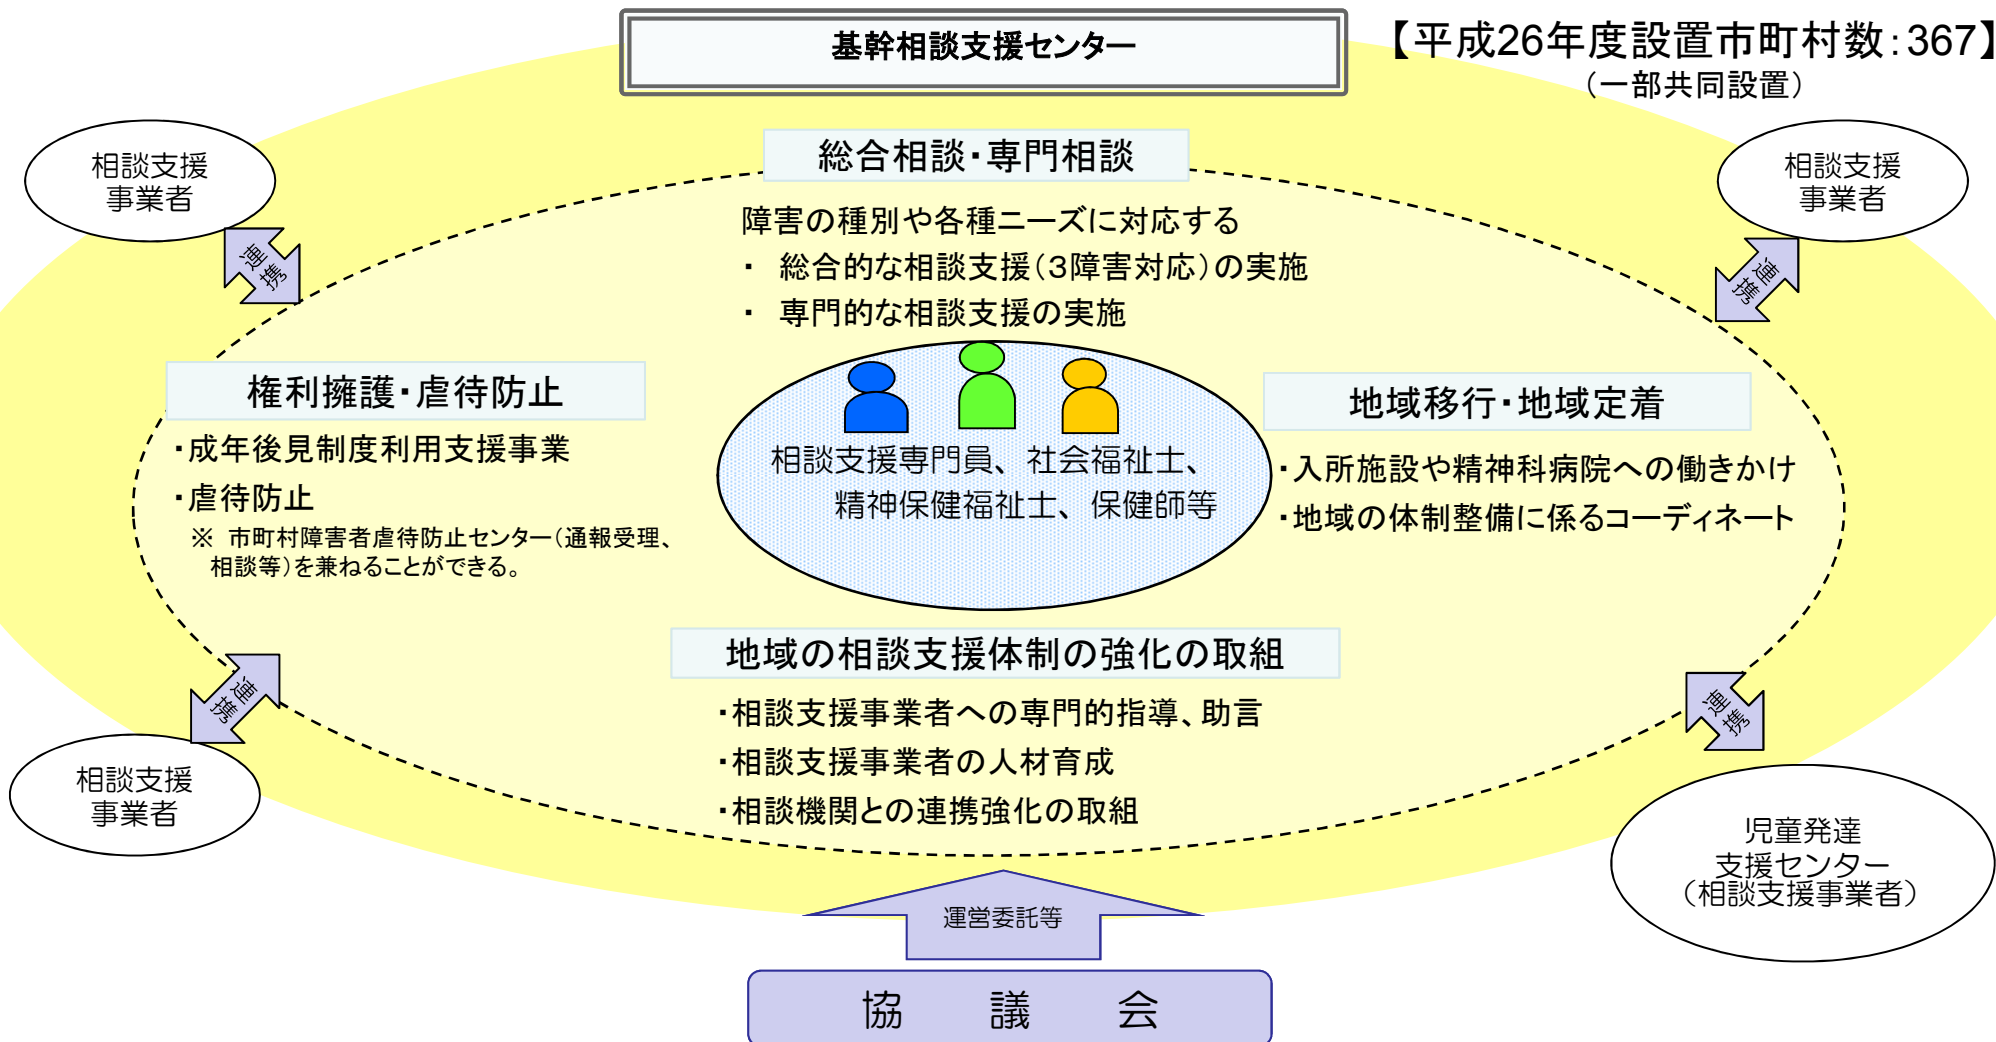 基幹相談支援センター
【平成26年度設置市町村数:367】
(一部共同設置)
相談支援
事業者
連携
相談支援
事業者
連携
総合相談・専門相談
障害の種別や各種ニーズに対応する
・ 総合的な相談支援(3障害対応)の実施
・ 専門的な相談支援の実施
権利擁護・虐待防止
・成年後見制度利用支援事業
・虐待防止
※ 市町村障害者虐待防止センター(通報受理、
相談等)を兼ねることができる。
相談支援専門員、社会福祉士、
精神保健福祉士、保健師等
地域移行・地域定着
・入所施設や精神科病院への働きかけ
・地域の体制整備に係るコーディネート
地域の相談支援体制の強化の取組
・相談支援事業者への専門的指導、助言
・相談支援事業者の人材育成
・相談機関との連携強化の取組
連携
相談支援
事業者
連携
児童発達
支援センター
(相談支援事業者)
運営委託等
協 議 会